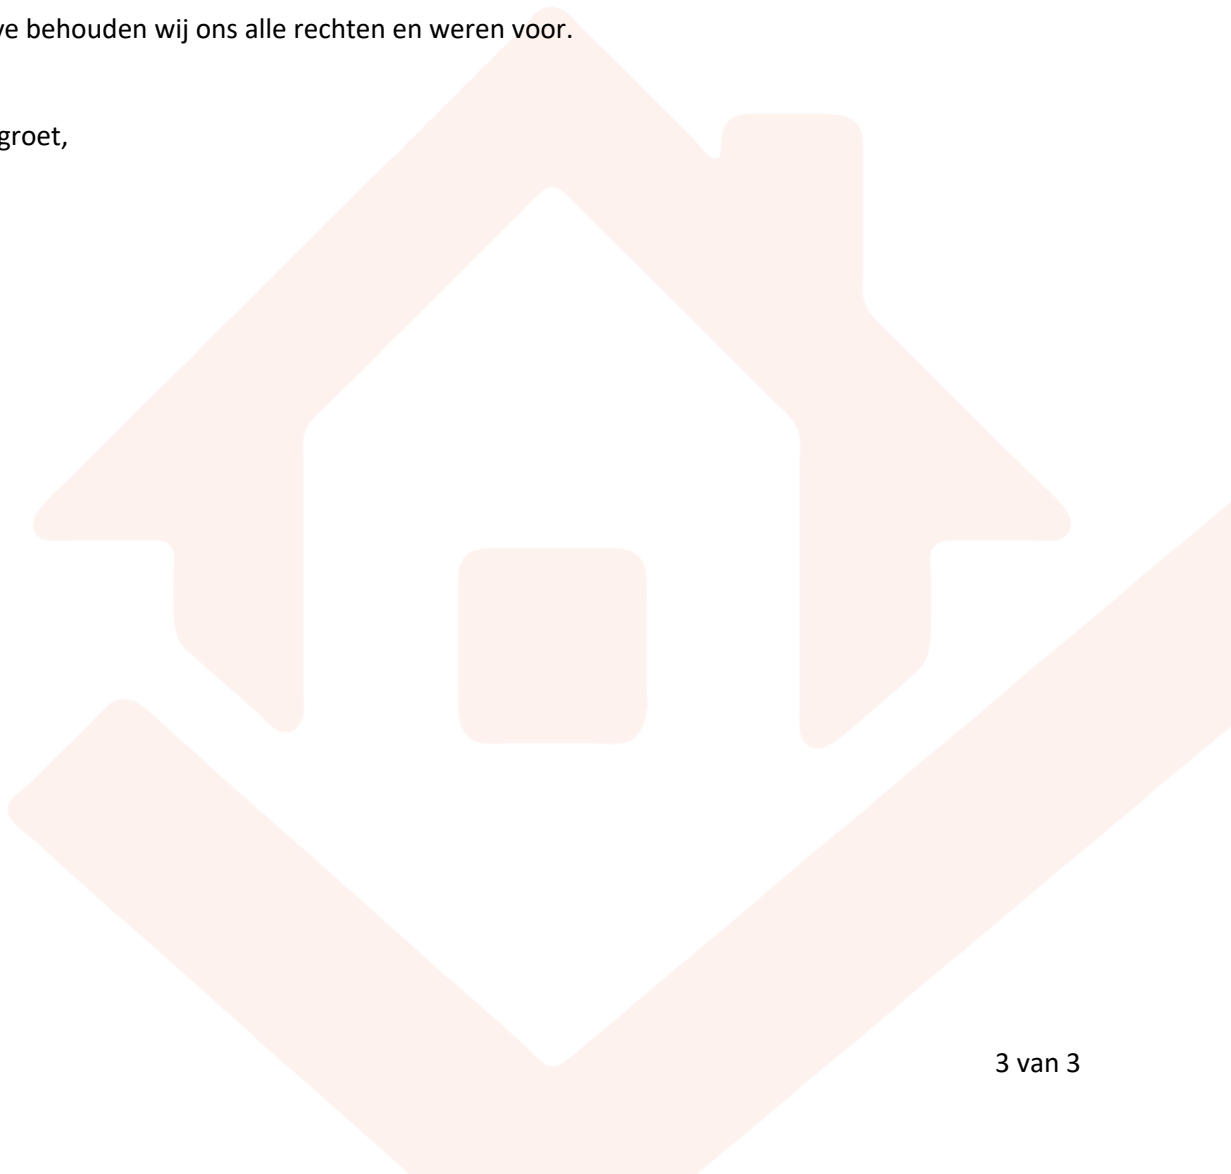 ve behouden wij ons alle rechten en weren voor.
groet,
3 van 3